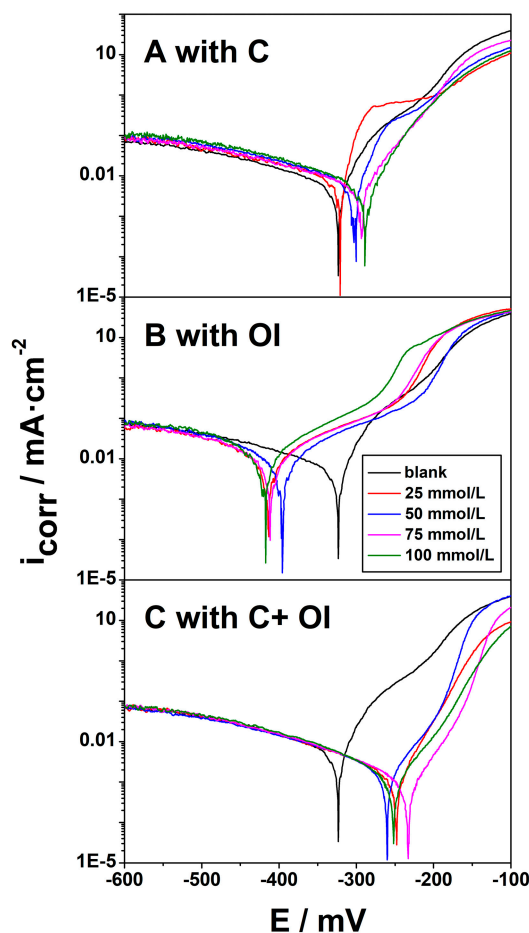 10
A with C
0.01
1E-5
10
B with OI
0.01
blank
25 mmol/L
50 mmol/L
75 mmol/L
100 mmol/L
1E-5
10
C with C+ OI
0.01
1E-5
-600 -500 -400 -300 -200 -100
E / mV
i_corr / mA·cm⁻²